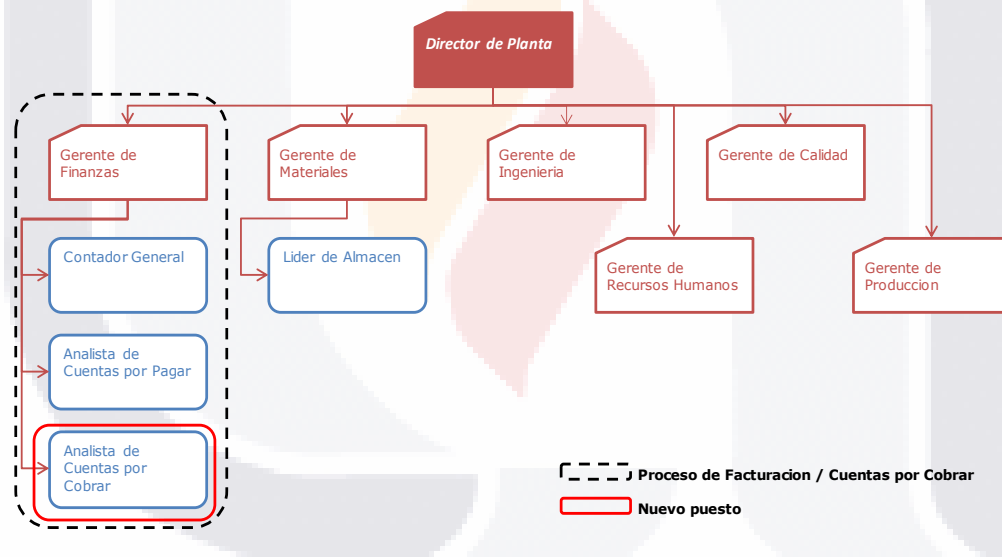 Director de Planta
Gerente de
Finanzas
Gerente de
Materiales
Gerente de
Ingenieria
Gerente de Calidad
Contador General
Lider de Almacen
Gerente de
Recursos Humanos
Gerente de
Produccion
Analista de
Cuentas por Pagar
Analista de
Cuentas por
Cobrar
Proceso de Facturacion / Cuentas por Cobrar
Nuevo puesto